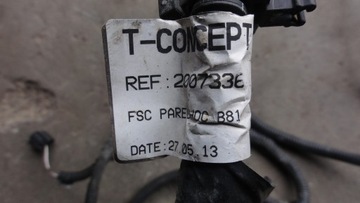 T-CONCEPT
REF:2007336
FSC PARECHOC B81
DATE:27.05.13